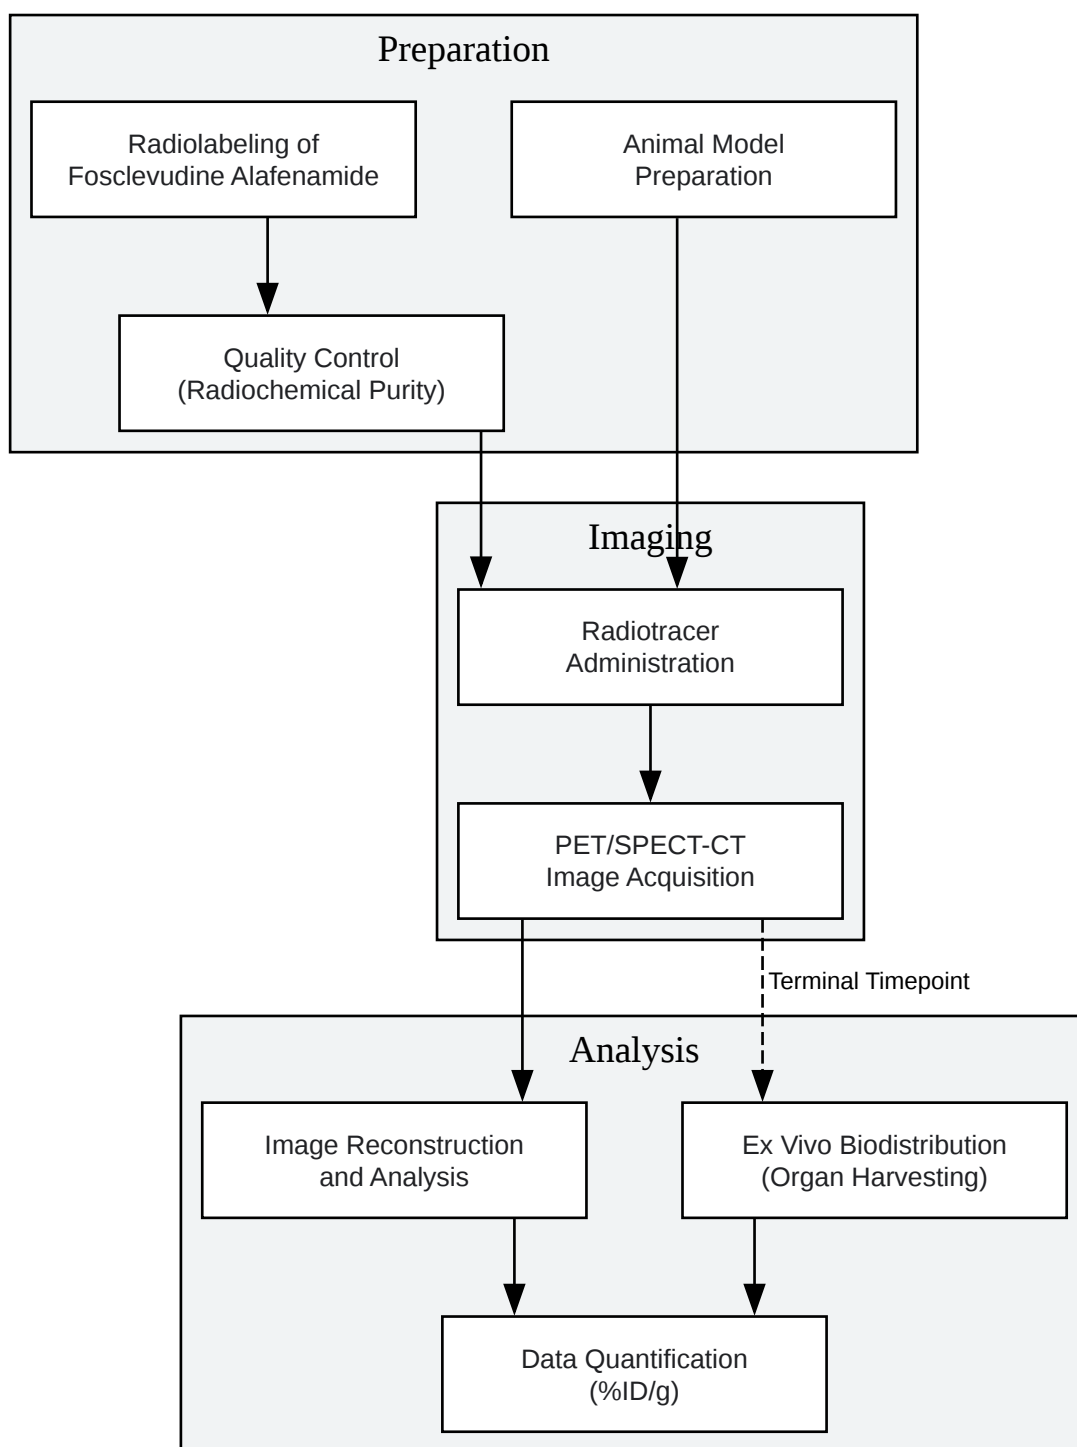 Preparation
Radiolabeling of
Fosclevudine Alafenamide
Animal Model
Preparation
Quality Control
(Radiochemical Purity)
Imaging
Radiotracer
Administration
PET/SPECT-CT
Image Acquisition
Terminal Timepoint
Analysis
Image Reconstruction
and Analysis
Ex Vivo Biodistribution
(Organ Harvesting)
Data Quantification
(%ID/g)